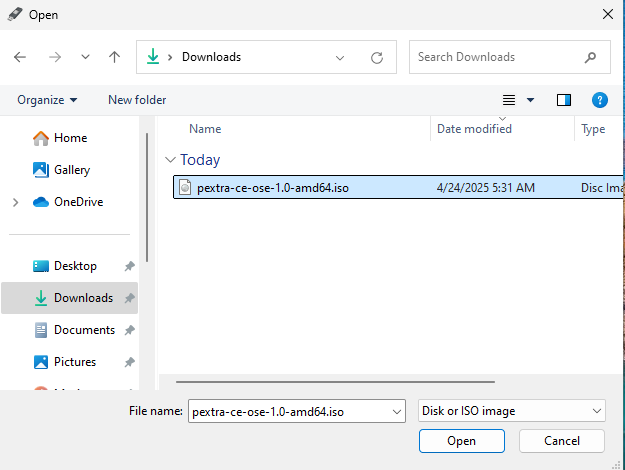 Open
Downloads
Search Downloads
Organize
New folder
?
Name
Date modified
Type
Home
Gallery
OneDrive
Desktop
Downloads
Documents
Pictures
Today
pextra-ce-ose-1.0-amd64.iso
4/24/2025 5:31 AM
Disc Ima
File name:
pextra-ce-ose-1.0-amd64.iso
Disk or ISO image
Open
Cancel